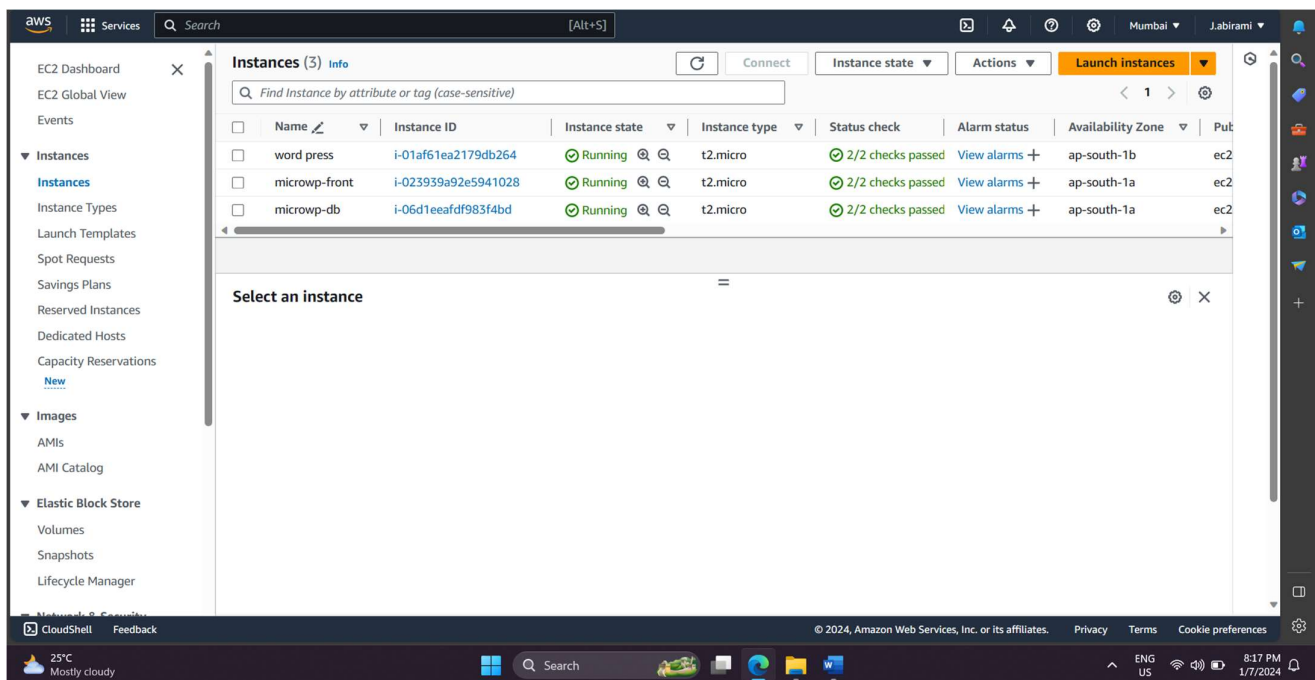 aws Services Search [Alt+S] Mumbai ▼ J.abirami ▼
EC2 Dashboard
EC2 Global View
Events
▼ Instances
Instances
Instance Types
Launch Templates
Spot Requests
Savings Plans
Reserved Instances
Dedicated Hosts
Capacity Reservations
New
▼ Images
AMIs
AMI Catalog
▼ Elastic Block Store
Volumes
Snapshots
Lifecycle Manager
Network & Security
Instances (3) Info Connect Instance state ▼ Actions ▼ Launch instances ▼
Find Instance by attribute or tag (case-sensitive) < 1 >
Name Instance ID Instance state Instance type Status check Alarm status Availability Zone Pub
word press i-01af61ea2179db264 Running t2.micro 2/2 checks passed View alarms + ap-south-1b ec2
microwp-front i-023939a92e5941028 Running t2.micro 2/2 checks passed View alarms + ap-south-1a ec2
microwp-db i-06d1eeafdf983f4bd Running t2.micro 2/2 checks passed View alarms + ap-south-1a ec2
Select an instance
CloudShell Feedback © 2024, Amazon Web Services, Inc. or its affiliates. Privacy Terms Cookie preferences
25°C
Mostly cloudy
Search
ENG
US
8:17 PM
1/7/2024